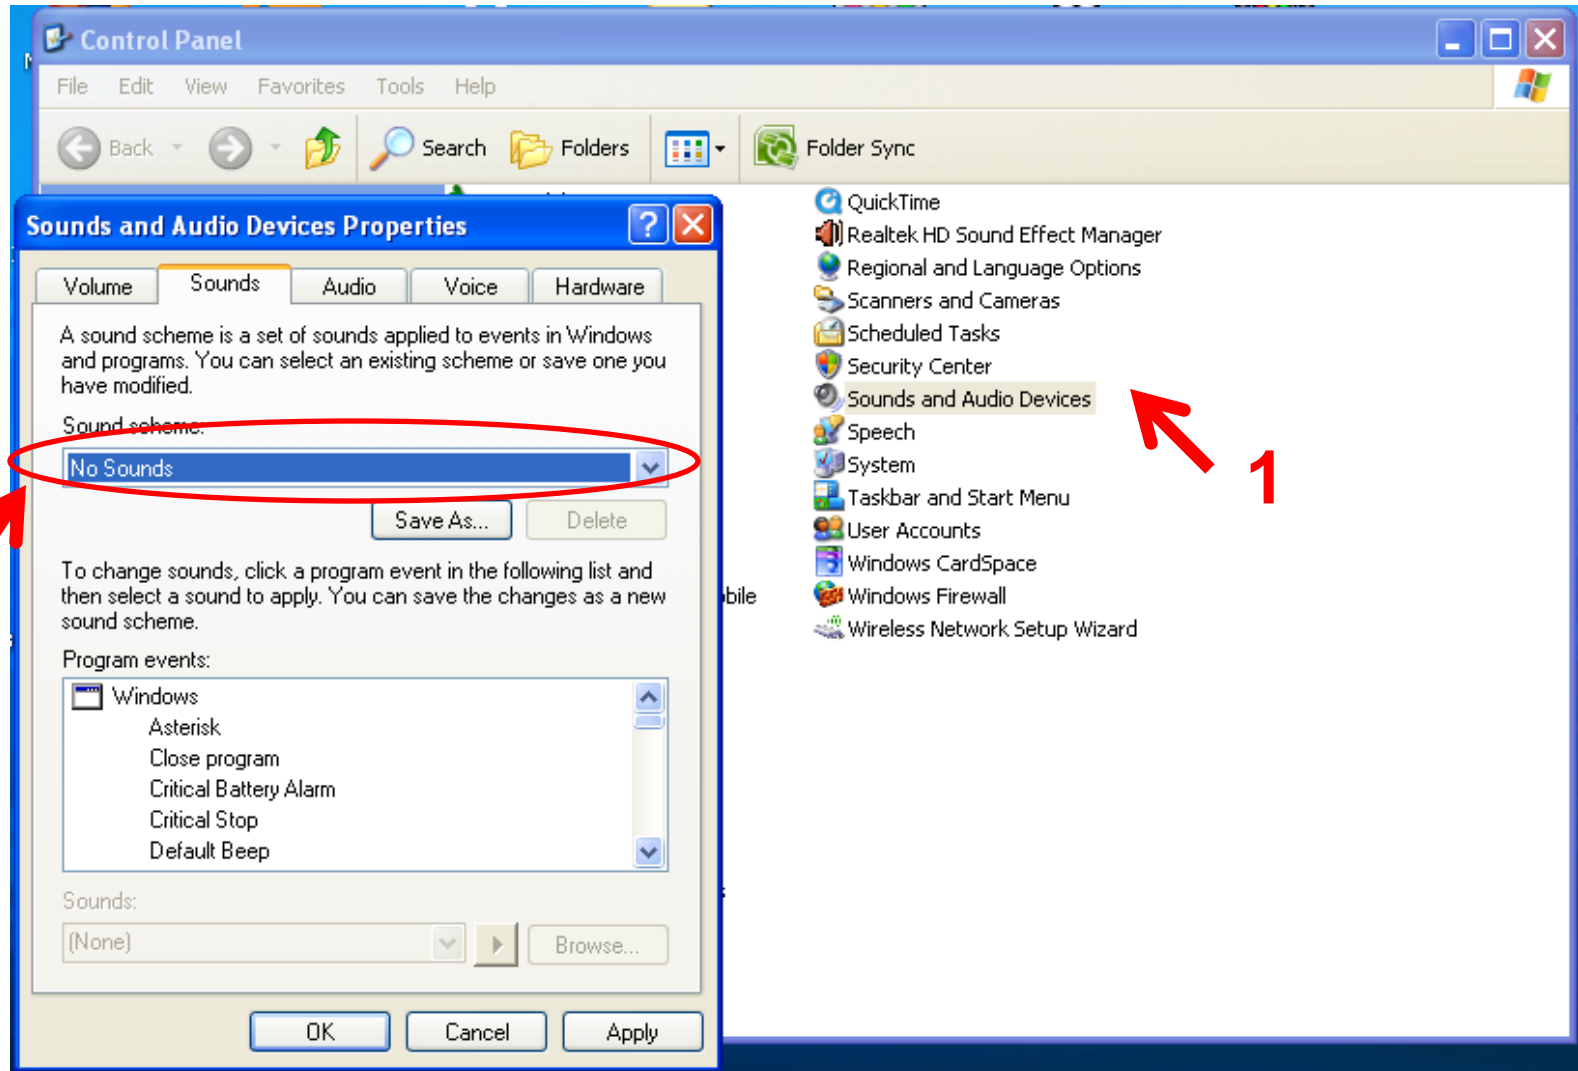 Control Panel
File Edit View Favorites Tools Help
Back Search Folders Folder Sync
Sounds and Audio Devices Properties
Volume Sounds Audio Voice Hardware
A sound scheme is a set of sounds applied to events in Windows
and programs. You can select an existing scheme or save one you
have modified.
Sound scheme:
No Sounds
Save As... Delete
To change sounds, click a program event in the following list and
then select a sound to apply. You can save the changes as a new
sound scheme.
Program events:
Windows
Asterisk
Close program
Critical Battery Alarm
Critical Stop
Default Beep
Sounds:
(None) Browse...
OK Cancel Apply
QuickTime
Realtek HD Sound Effect Manager
Regional and Language Options
Scanners and Cameras
Scheduled Tasks
Security Center
Sounds and Audio Devices
Speech
System
Taskbar and Start Menu
User Accounts
Windows CardSpace
Windows Firewall
Wireless Network Setup Wizard
1